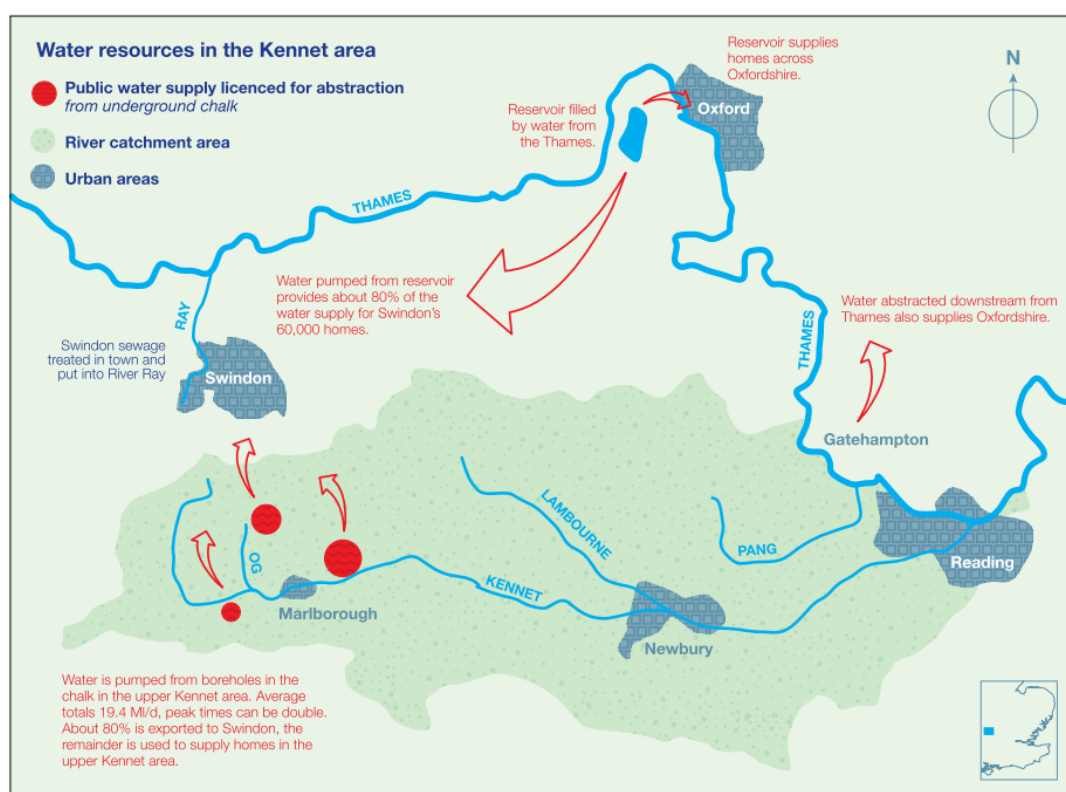 Water resources in the Kennet area
Public water supply licenced for abstraction
from underground chalk
River catchment area
Urban areas
Reservoir supplies
homes across
Oxfordshire.
N
Reservoir filled
by water from
the Thames.
Oxford
THAMES
Water pumped from reservoir
provides about 80% of the
water supply for Swindon's
60,000 homes.
RAY
Swindon sewage
treated in town and
put into River Ray
Swindon
THAMES
Water abstracted downstream from
Thames also supplies Oxfordshire.
Gatehampton
LAMBOURNE
OG
PANG
Reading
KENNET
Marlborough
Newbury
Water is pumped from boreholes in the
chalk in the upper Kennet area. Average
totals 19.4 Ml/d, peak times can be double.
About 80% is exported to Swindon, the
remainder is used to supply homes in the
upper Kennet area.